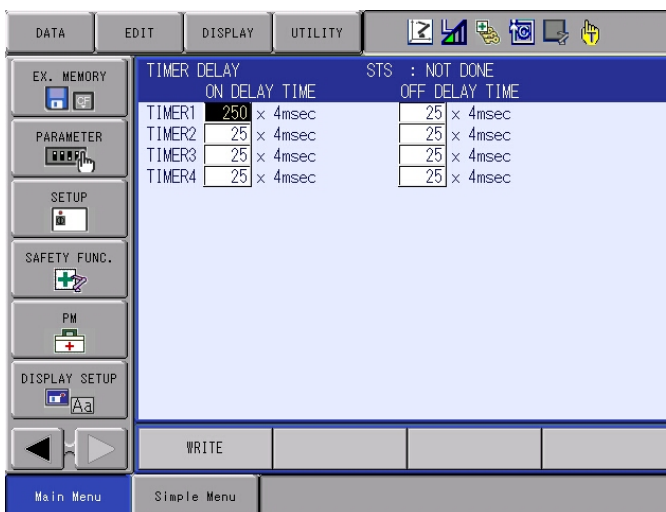 DATA EDIT DISPLAY UTILITY
EX. MEMORY
CF
PARAMETER
SETUP
SAFETY FUNC.
PM
DISPLAY SETUP
Aa
TIMER DELAY STS : NOT DONE
ON DELAY TIME OFF DELAY TIME
TIMER1 250 × 4msec 25 × 4msec
TIMER2 25 × 4msec 25 × 4msec
TIMER3 25 × 4msec 25 × 4msec
TIMER4 25 × 4msec 25 × 4msec
WRITE
Main Menu Simple Menu